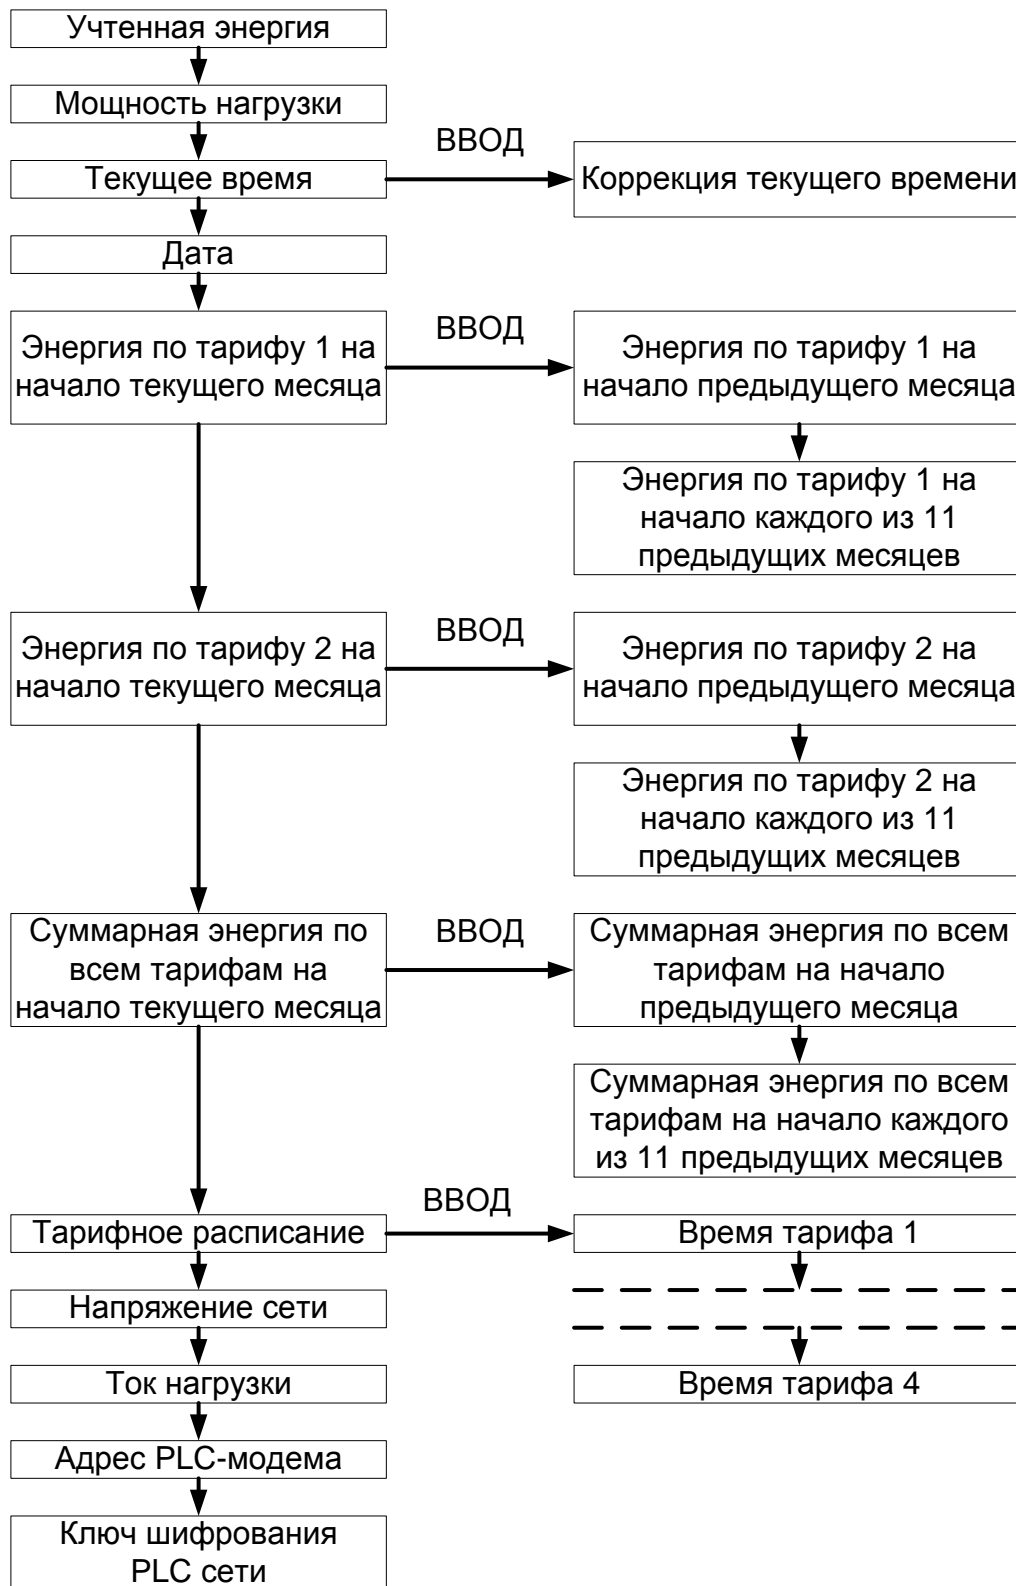 Учтенная энергия
Мощность нагрузки
ВВОД
Текущее время
Коррекция текущего времени
Дата
ВВОД
Энергия по тарифу 1 на
начало текущего месяца
Энергия по тарифу 1 на
начало предыдущего месяца
Энергия по тарифу 1 на
начало каждого из 11
предыдущих месяцев
ВВОД
Энергия по тарифу 2 на
начало текущего месяца
Энергия по тарифу 2 на
начало предыдущего месяца
Энергия по тарифу 2 на
начало каждого из 11
предыдущих месяцев
Суммарная энергия по
всем тарифам на
начало текущего месяца
ВВОД
Суммарная энергия по всем
тарифам на начало
предыдущего месяца
Суммарная энергия по всем
тарифам на начало каждого
из 11 предыдущих месяцев
ВВОД
Тарифное расписание
Время тарифа 1
Напряжение сети
Ток нагрузки
Время тарифа 4
Адрес PLC-модема
Ключ шифрования
PLC сети